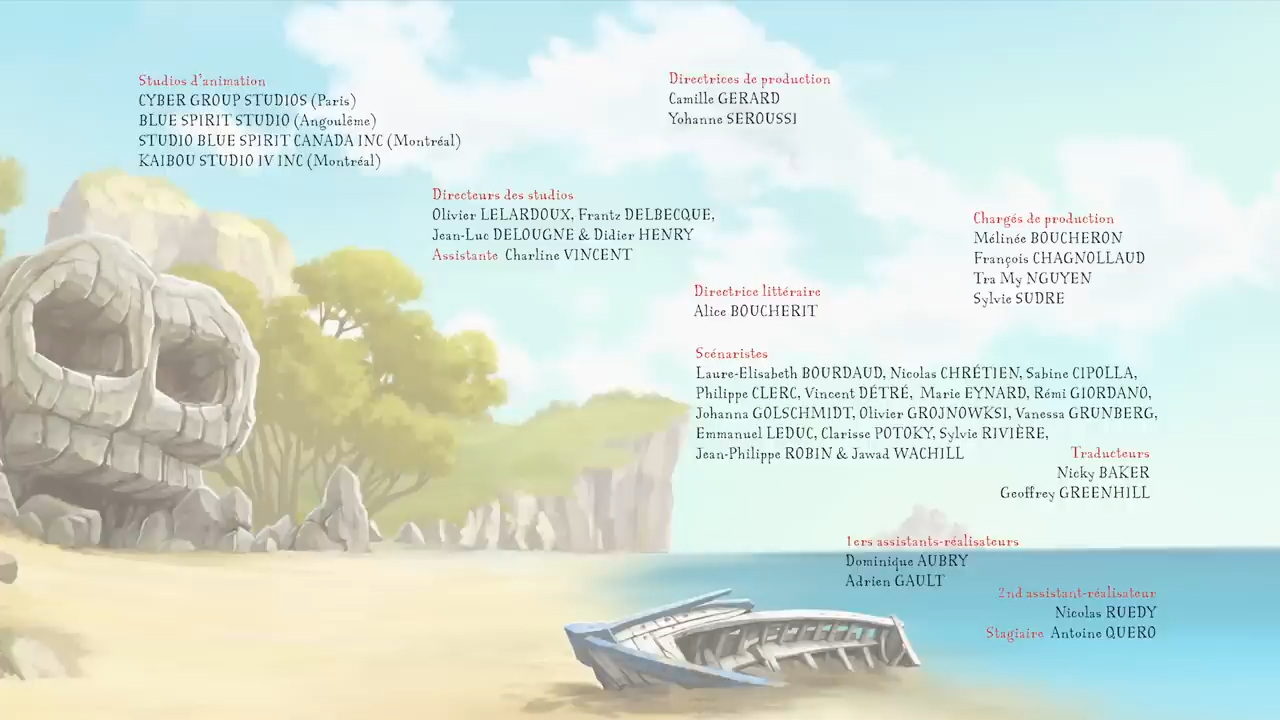 Studios d'animation
CYBER GROUP STUDIOS (Paris)
BLUE SPIRIT STUDIO (Angoulême)
STUDIO BLUE SPIRIT CANADA INC (Montréal)
KAIBOU STUDIO IV INC (Montréal)
Directrices de production
Camille GERARD
Yohanne SEROUSSI
Directeurs des studios
Olivier LELARDOUX, Frantz DELBECQUE,
Jean-Luc DELOUGNE & Didier HENRY
Assistante Charline VINCENT
Chargés de production
Mélinée BOUCHERON
François CHAGNOLLAUD
Tra My NGUYEN
Sylvie SUDRE
Directrice littéraire
Alice BOUCHERIT
Scénaristes
Laure-Elisabeth BOURDAUD, Nicolas CHRÉTIEN, Sabine CIPOLLA,
Philippe CLERC, Vincent DÉTRÉ, Marie EYNARD, Rémi GIORDANO,
Johanna GOLSCHMIDT, Olivier GROJNOWKSI, Vanessa GRUNBERG,
Emmanuel LEDUC, Clarisse POTOKY, Sylvie RIVIÈRE,
Jean-Philippe ROBIN & Jawad WACHILL
Traducteurs
Nicky BAKER
Geoffrey GREENHILL
1ers assistants-réalisateurs
Dominique AUBRY
Adrien GAULT
2nd assistant-réalisateur
Nicolas RUEDY
Stagiaire Antoine QUERO